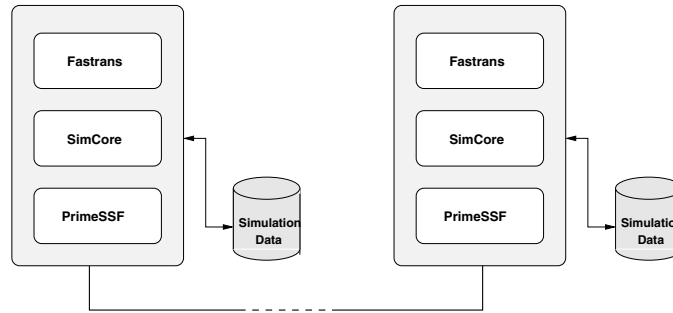 Fastrans
SimCore
PrimeSSF
Simulation
Data
Fastrans
SimCore
PrimeSSF
Simulation
Data